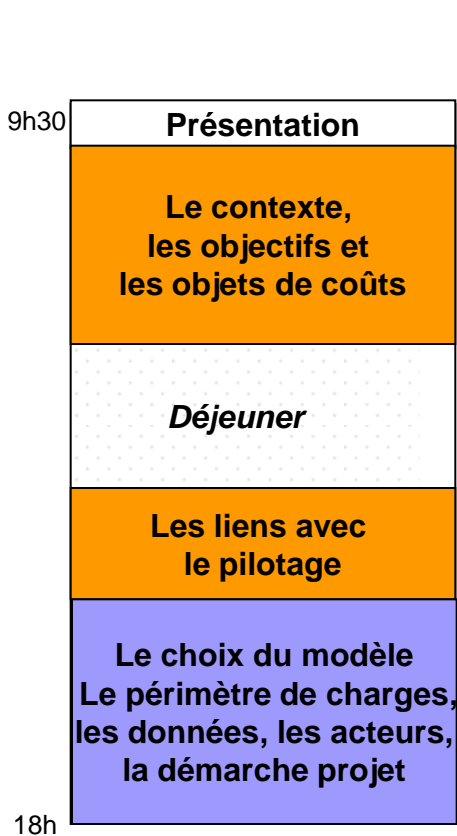 9h30
Présentation
Le contexte,
les objectifs et
les objets de coûts
Déjeuner
Les liens avec
le pilotage
Le choix du modèle
Le périmètre de charges,
les données, les acteurs,
la démarche projet
18h